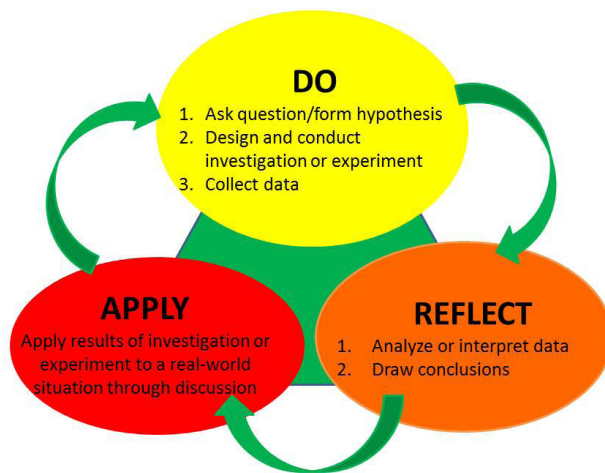 DO
1. Ask question/form hypothesis
2. Design and conduct
investigation or experiment
3. Collect data
REFLECT
1. Analyze or interpret data
2. Draw conclusions
APPLY
Apply results of investigation or
experiment to a real-world
situation through discussion